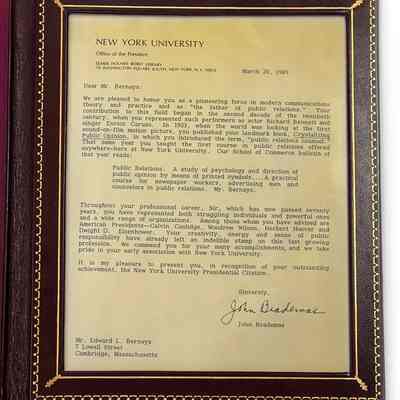 NEW YORK UNIVERSITY
Office of the President
ELMER HOLMES BOBST LIBRARY
70 WASHINGTON SQUARE SOUTH, NEW YORK, N.Y. 10012
March 20, 1985
Dear Mr. Bernays:
We are pleased to honor you as a pioneering force in modern communications
theory and practice and as "the father of public relations." Your
contribution to this field began in the second decade of the twentieth
century, when you represented such performers as actor Richard Bennett and
singer Enrico Caruso. In 1923, when the world was looking at the first
sound-on-film motion picture, you published your landmark book, Crystallizing
Public Opinion, in which you introduced the term, "public relations counsel."
That same year you taught the first course in public relations offered
anywhere--here at New York University. Our School of Commerce bulletin of
that year reads:
Public Relations. A study of psychology and direction of
public opinion by means of printed symbols. ... A practical
course for newspaper workers, advertising men and
counselors in public relations. Mr. Bernays.
Throughout your professional career, Sir, which has now passed seventy
years, you have represented both struggling individuals and powerful ones
and a wide range of organizations. Among those whom you have advised are
American Presidents--Calvin Coolidge, Woodrow Wilson, Herbert Hoover and
Dwight D. Eisenhower. Your creativity, energy and sense of public
responsibility have already left an indelible stamp on this last growing
profession. We commend you for your many accomplishments, and we take
pride in your early association with New York University.
It is my pleasure to present you, in recognition of your outstanding
achievement, the New York University Presidential Citation.
Sincerely,
John Brademas
John Brademas
Mr. Edward L. Bernays
7 Lowell Street
Cambridge, Massachusetts